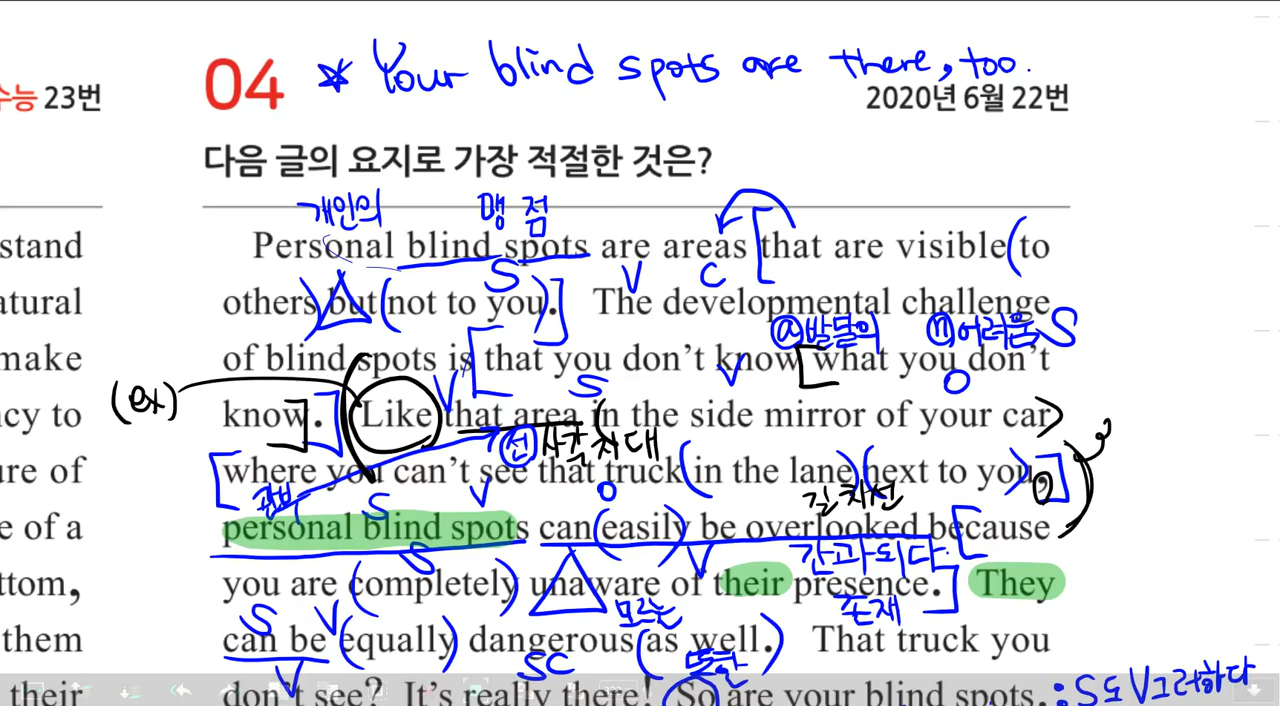 * Your blind spots are there, too.
수능 23번
04
2020년 6월 22번
다음 글의 요지로 가장 적절한 것은?
개인의 맹점
stand
Personal blind spots are areas that are visible (to
S V C
atural
others) but (not to you).] The developmental challenge
ⓐ발달의 ⓝ어려움 S
make
of blind spots is [that you don't know [what you don't
V S V O
(ex)
ncy to
know.]] (Like that area (in the side mirror of your car)
선 사각지대
ure of
[where you can't see that truck (in the lane) (next to you),]
관부 S V O 길 차선
e of a
personal blind spots can (easily) be overlooked [because
S V 간과되다
ttom,
you are (completely) unaware of their presence.] They
S V 모르는 존재
them
can be (equally) dangerous (as well.) That truck you
V SC 또한
their
don't see? It's really there! So are your blind spots.
: S도 V그러하다